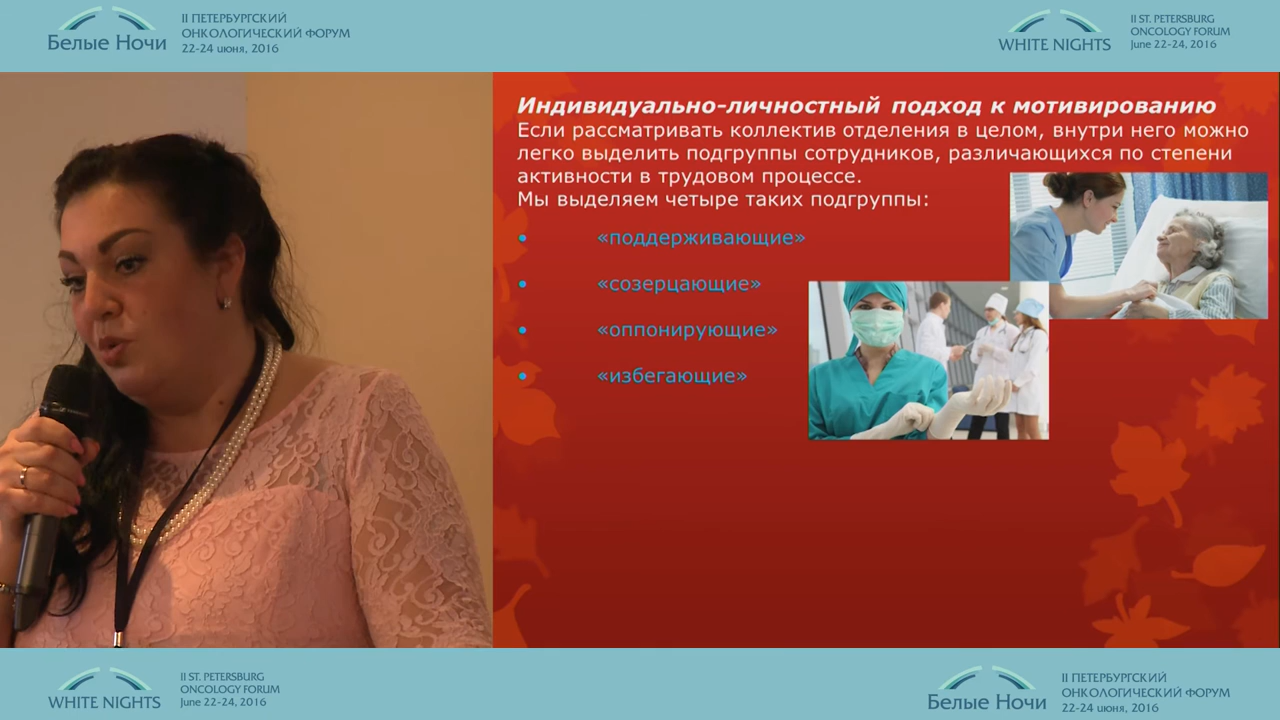 Белые Ночи
II ПЕТЕРБУРГСКИЙ
ОНКОЛОГИЧЕСКИЙ ФОРУМ
22-24 июня, 2016
WHITE NIGHTS
II ST. PETERSBURG
ONCOLOGY FORUM
June 22-24, 2016
Индивидуально-личностный подход к мотивированию
Если рассматривать коллектив отделения в целом, внутри него можно
легко выделить подгруппы сотрудников, различающихся по степени
активности в трудовом процессе.
Мы выделяем четыре таких подгруппы:
• «поддерживающие»
• «созерцающие»
• «оппонирующие»
• «избегающие»
WHITE NIGHTS
II ST. PETERSBURG
ONCOLOGY FORUM
June 22-24, 2016
Белые Ночи
II ПЕТЕРБУРГСКИЙ
ОНКОЛОГИЧЕСКИЙ ФОРУМ
22-24 июня, 2016